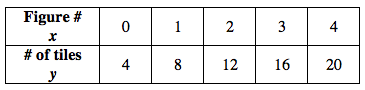 Figure # x 0 1 2 3 4
# of tiles y 4 8 12 16 20